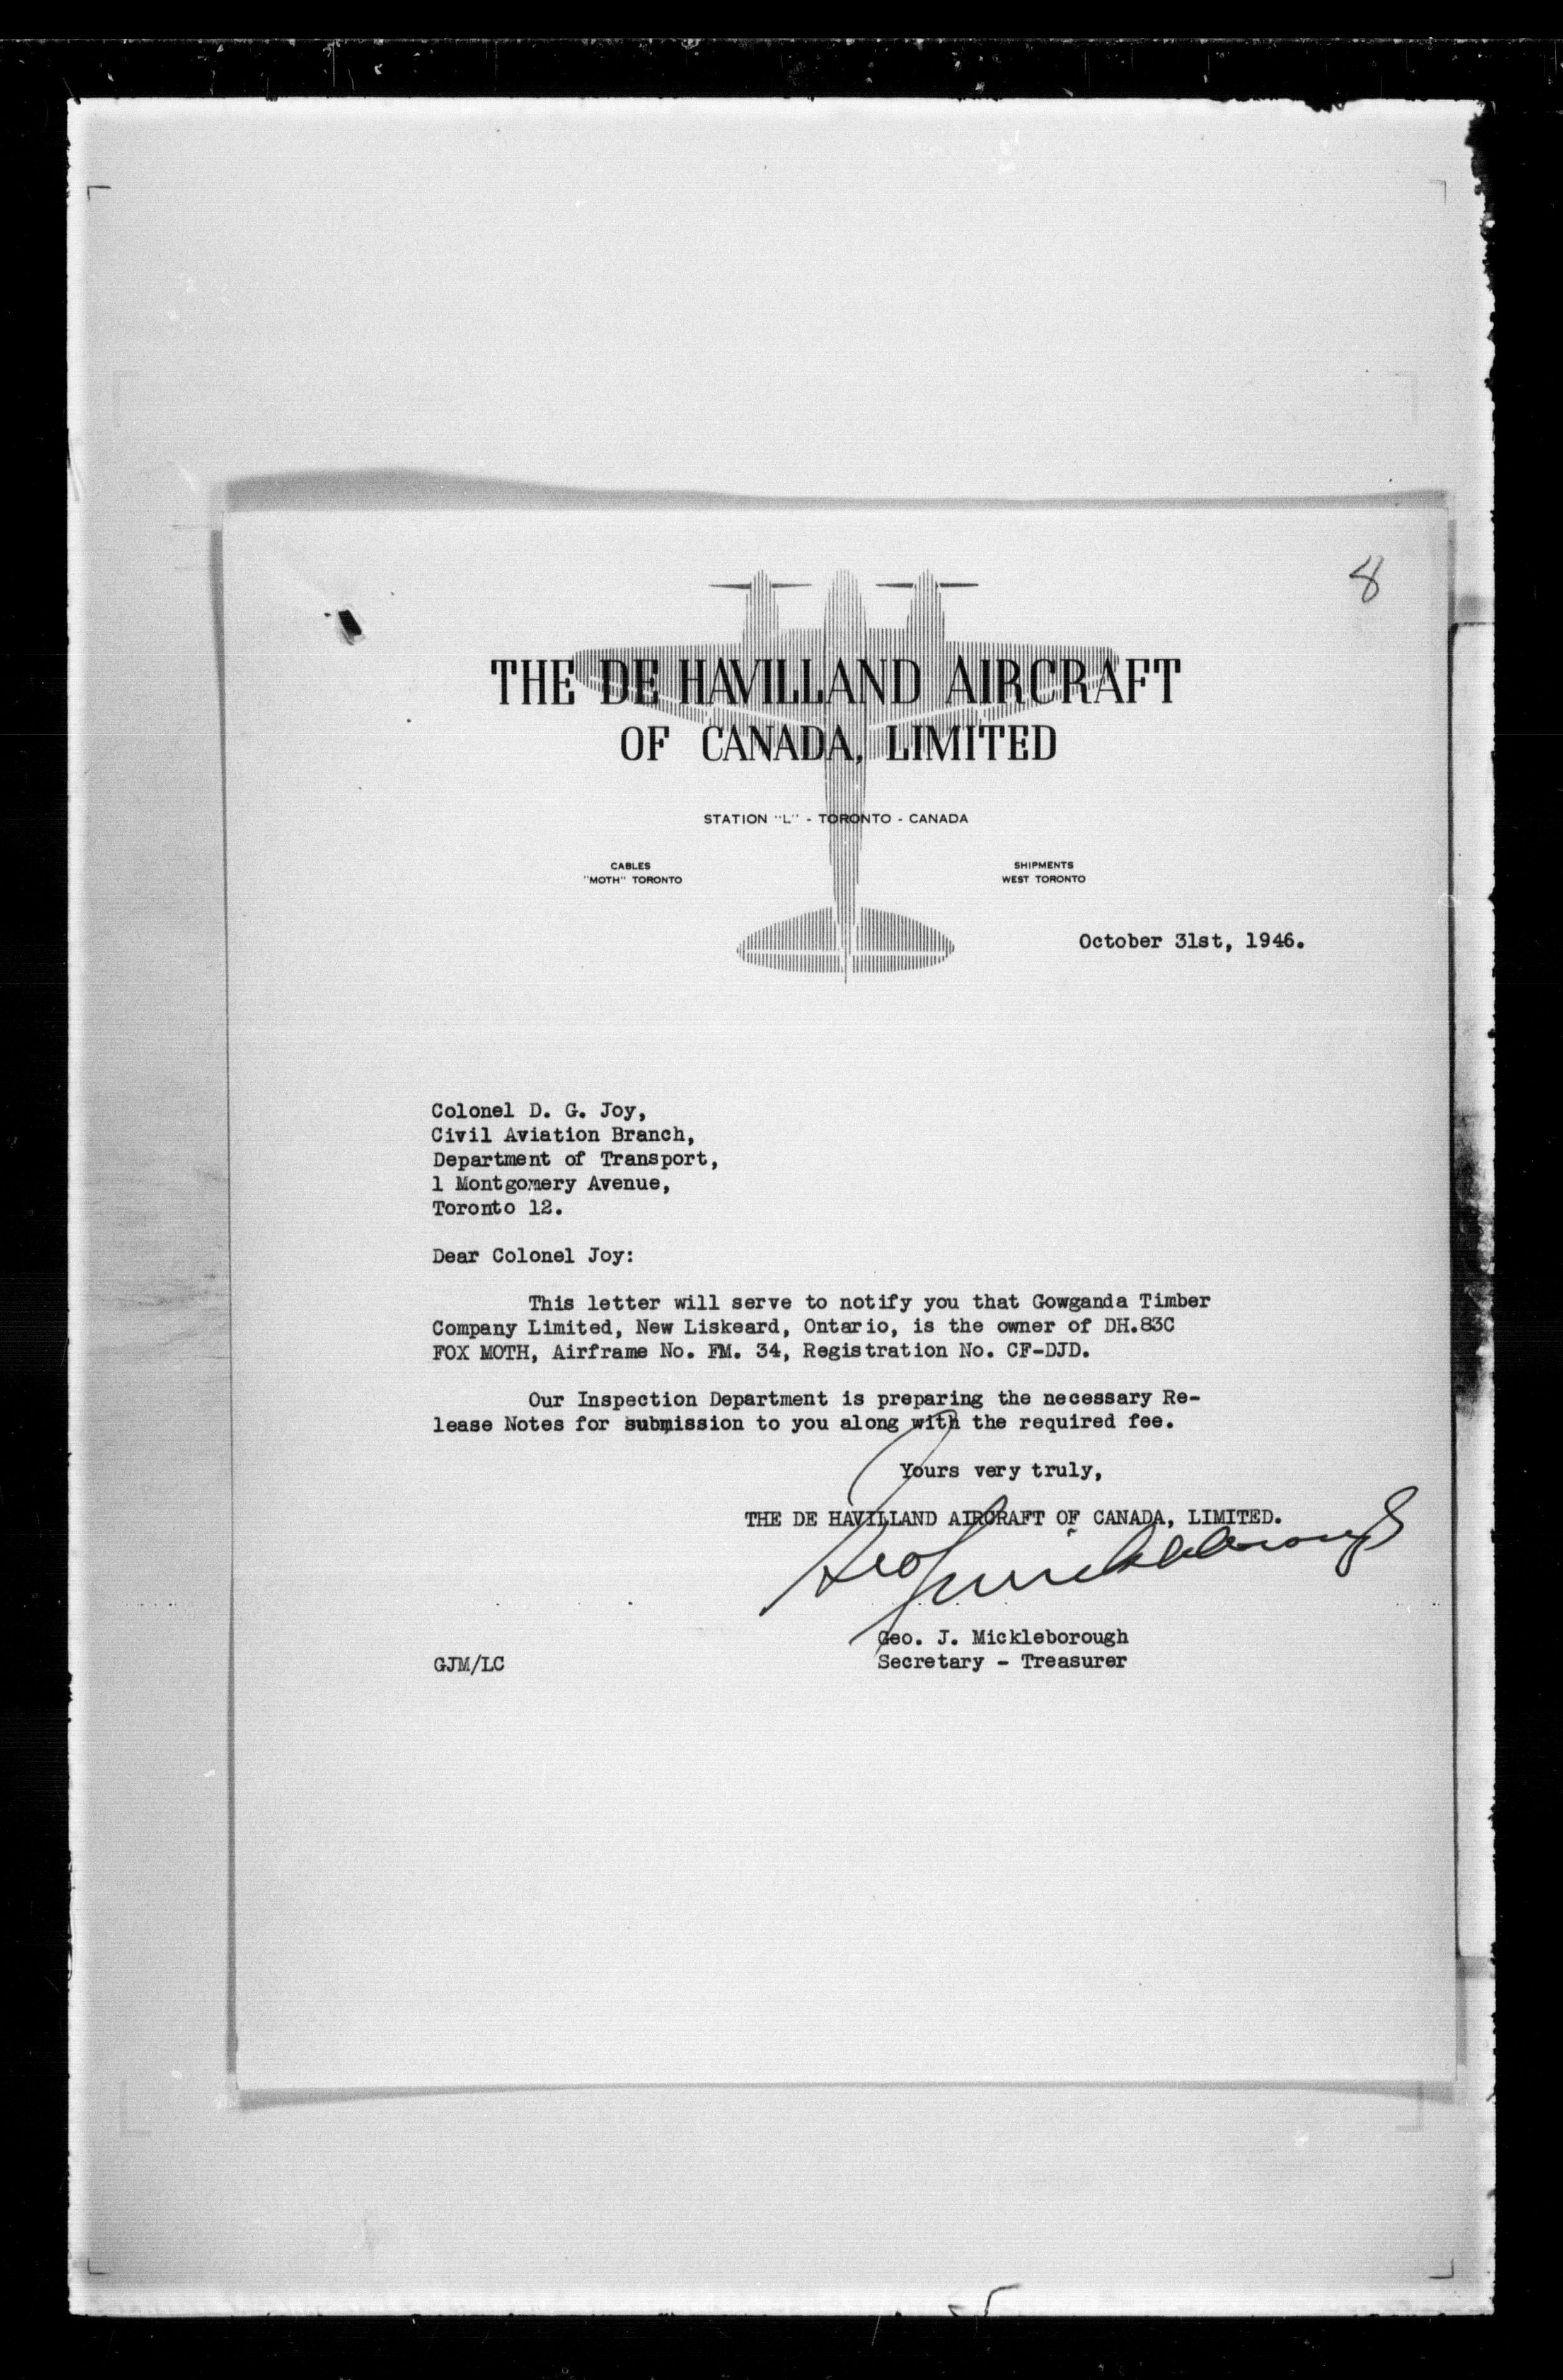 8
THE DE HAVILLAND AIRCRAFT
OF CANADA, LIMITED
STATION "L" - TORONTO - CANADA
CABLES
"MOTH" TORONTO
SHIPMENTS
WEST TORONTO
October 31st, 1946.
Colonel D. G. Joy,
Civil Aviation Branch,
Department of Transport,
1 Montgomery Avenue,
Toronto 12.
Dear Colonel Joy:
This letter will serve to notify you that Gowganda Timber
Company Limited, New Liskeard, Ontario, is the owner of DH.83C
FOX MOTH, Airframe No. FM. 34, Registration No. CF-DJD.
Our Inspection Department is preparing the necessary Re-
lease Notes for submission to you along with the required fee.
Yours very truly,
THE DE HAVILLAND AIRCRAFT OF CANADA, LIMITED.
Geo J Mickleborough
Geo. J. Mickleborough
Secretary - Treasurer
GJM/LC